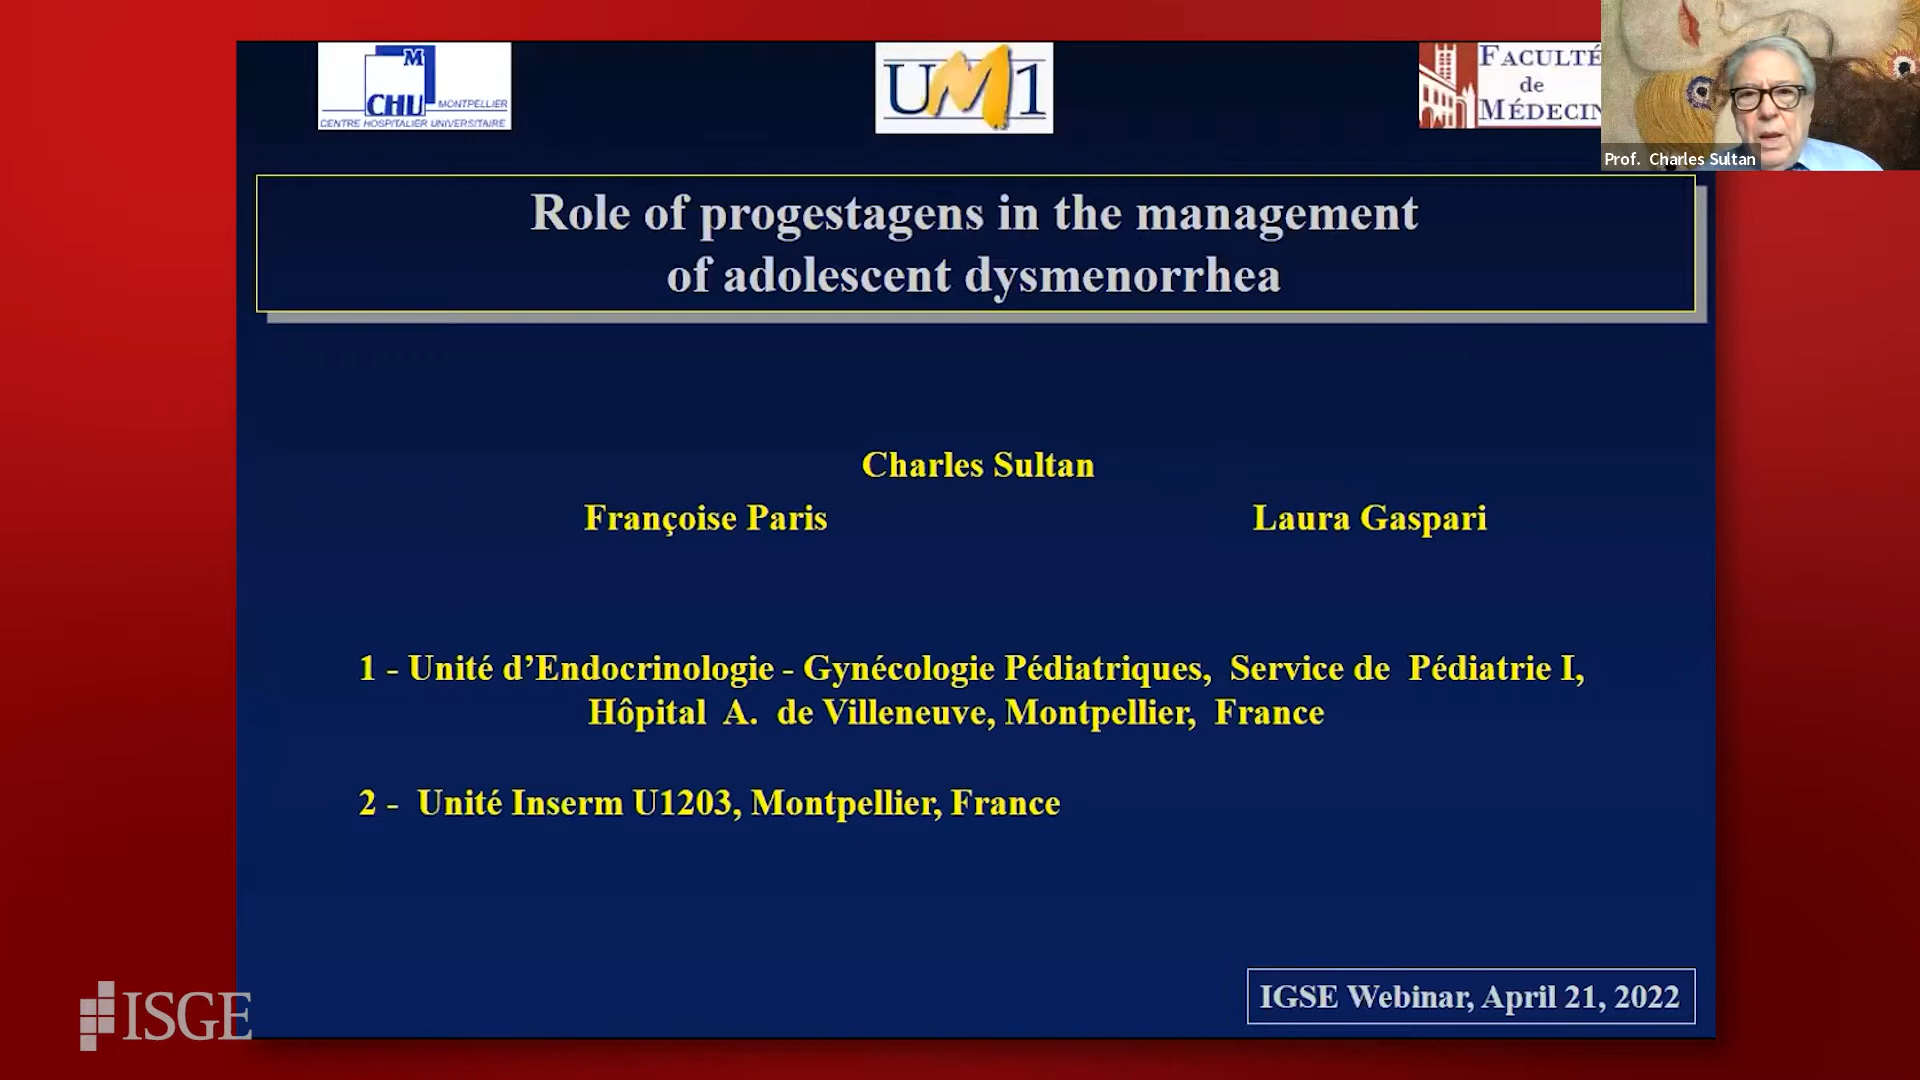 M
CHU MONTPELLIER
CENTRE HOSPITALIER UNIVERSITAIRE
UM1
FACULTÉ
de
MÉDECIN
Prof. Charles Sultan
Role of progestagens in the management
of adolescent dysmenorrhea
Charles Sultan
Françoise Paris Laura Gaspari
1 - Unité d’Endocrinologie - Gynécologie Pédiatriques, Service de Pédiatrie I,
Hôpital A. de Villeneuve, Montpellier, France
2 - Unité Inserm U1203, Montpellier, France
IGSE Webinar, April 21, 2022
ISGE